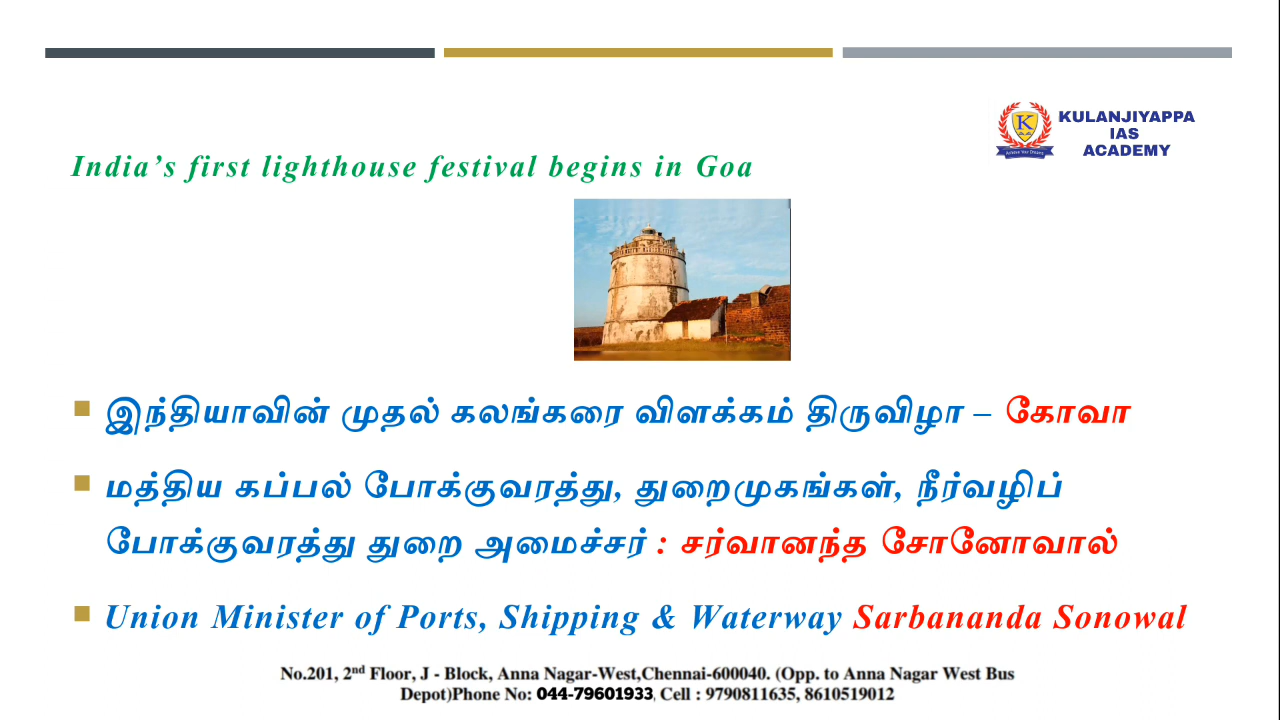 KULANJIYAPPA
IAS
ACADEMY
India’s first lighthouse festival begins in Goa
இந்தியாவின் முதல் கலங்கரை விளக்கம் திருவிழா – கோவா
மத்திய கப்பல் போக்குவரத்து, துறைமுகங்கள், நீர்வழிப்
போக்குவரத்து துறை அமைச்சர் : சர்வானந்த சோனோவால்
Union Minister of Ports, Shipping & Waterway Sarbananda Sonowal
No.201, 2nd Floor, J - Block, Anna Nagar-West,Chennai-600040. (Opp. to Anna Nagar West Bus
Depot)Phone No: 044-79601933, Cell : 9790811635, 8610519012